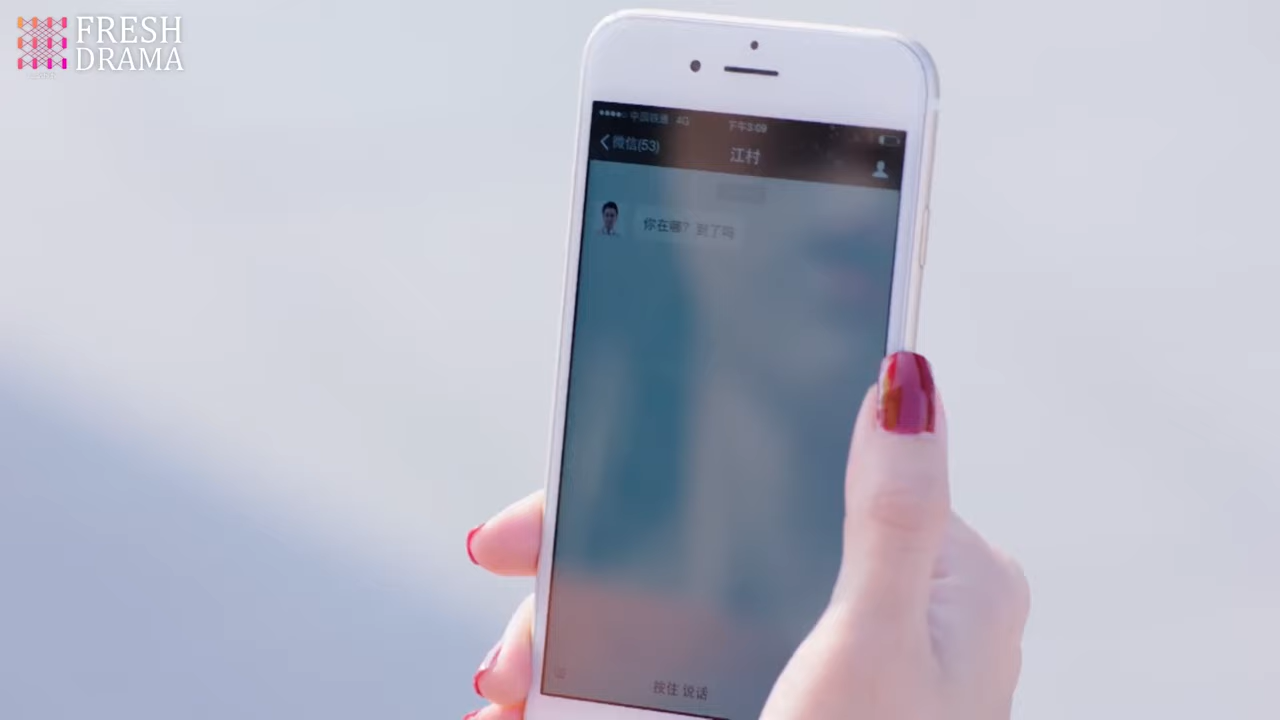 FRESH
DRAMA
中国联通 4G 下午3:09
微信(53) 江村
你在哪？到了吗
按住 说话